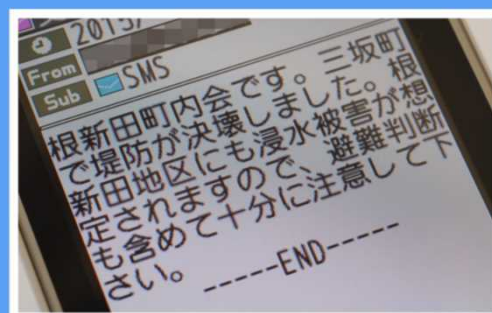 2015/
From
Sub SMS
根新田町内会です。三坂町
で堤防が決壊しました。根
新田地区にも浸水被害が想
定されますので、避難判断
も含めて十分に注意して下
さい。
-----END-----